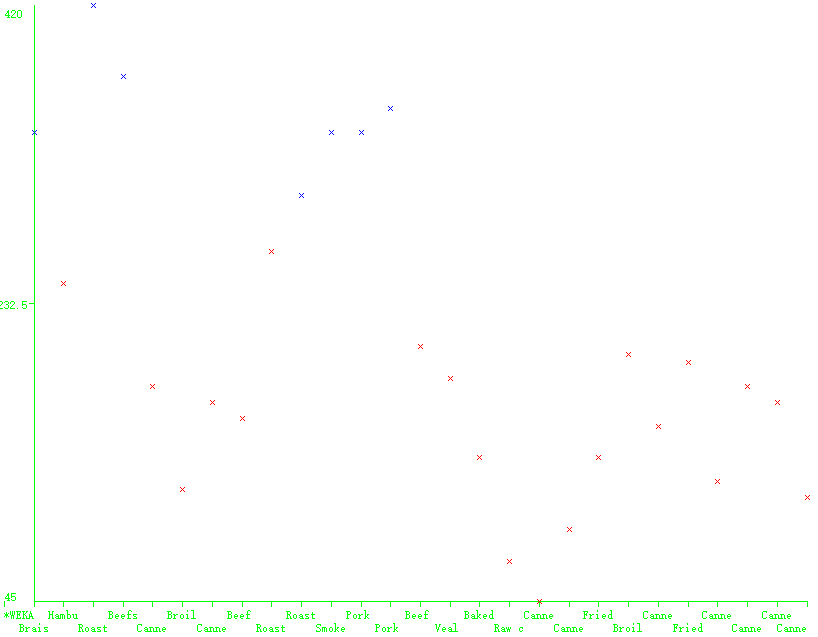 420
232.5
45
*WEKA Hambu Beefs Broil Beef Roast Pork Beef Baked Canne Fried Canne Canne Canne
Brais Roast Canne Canne Roast Smoke Pork Veal Raw o Canne Broil Fried Canne Canne